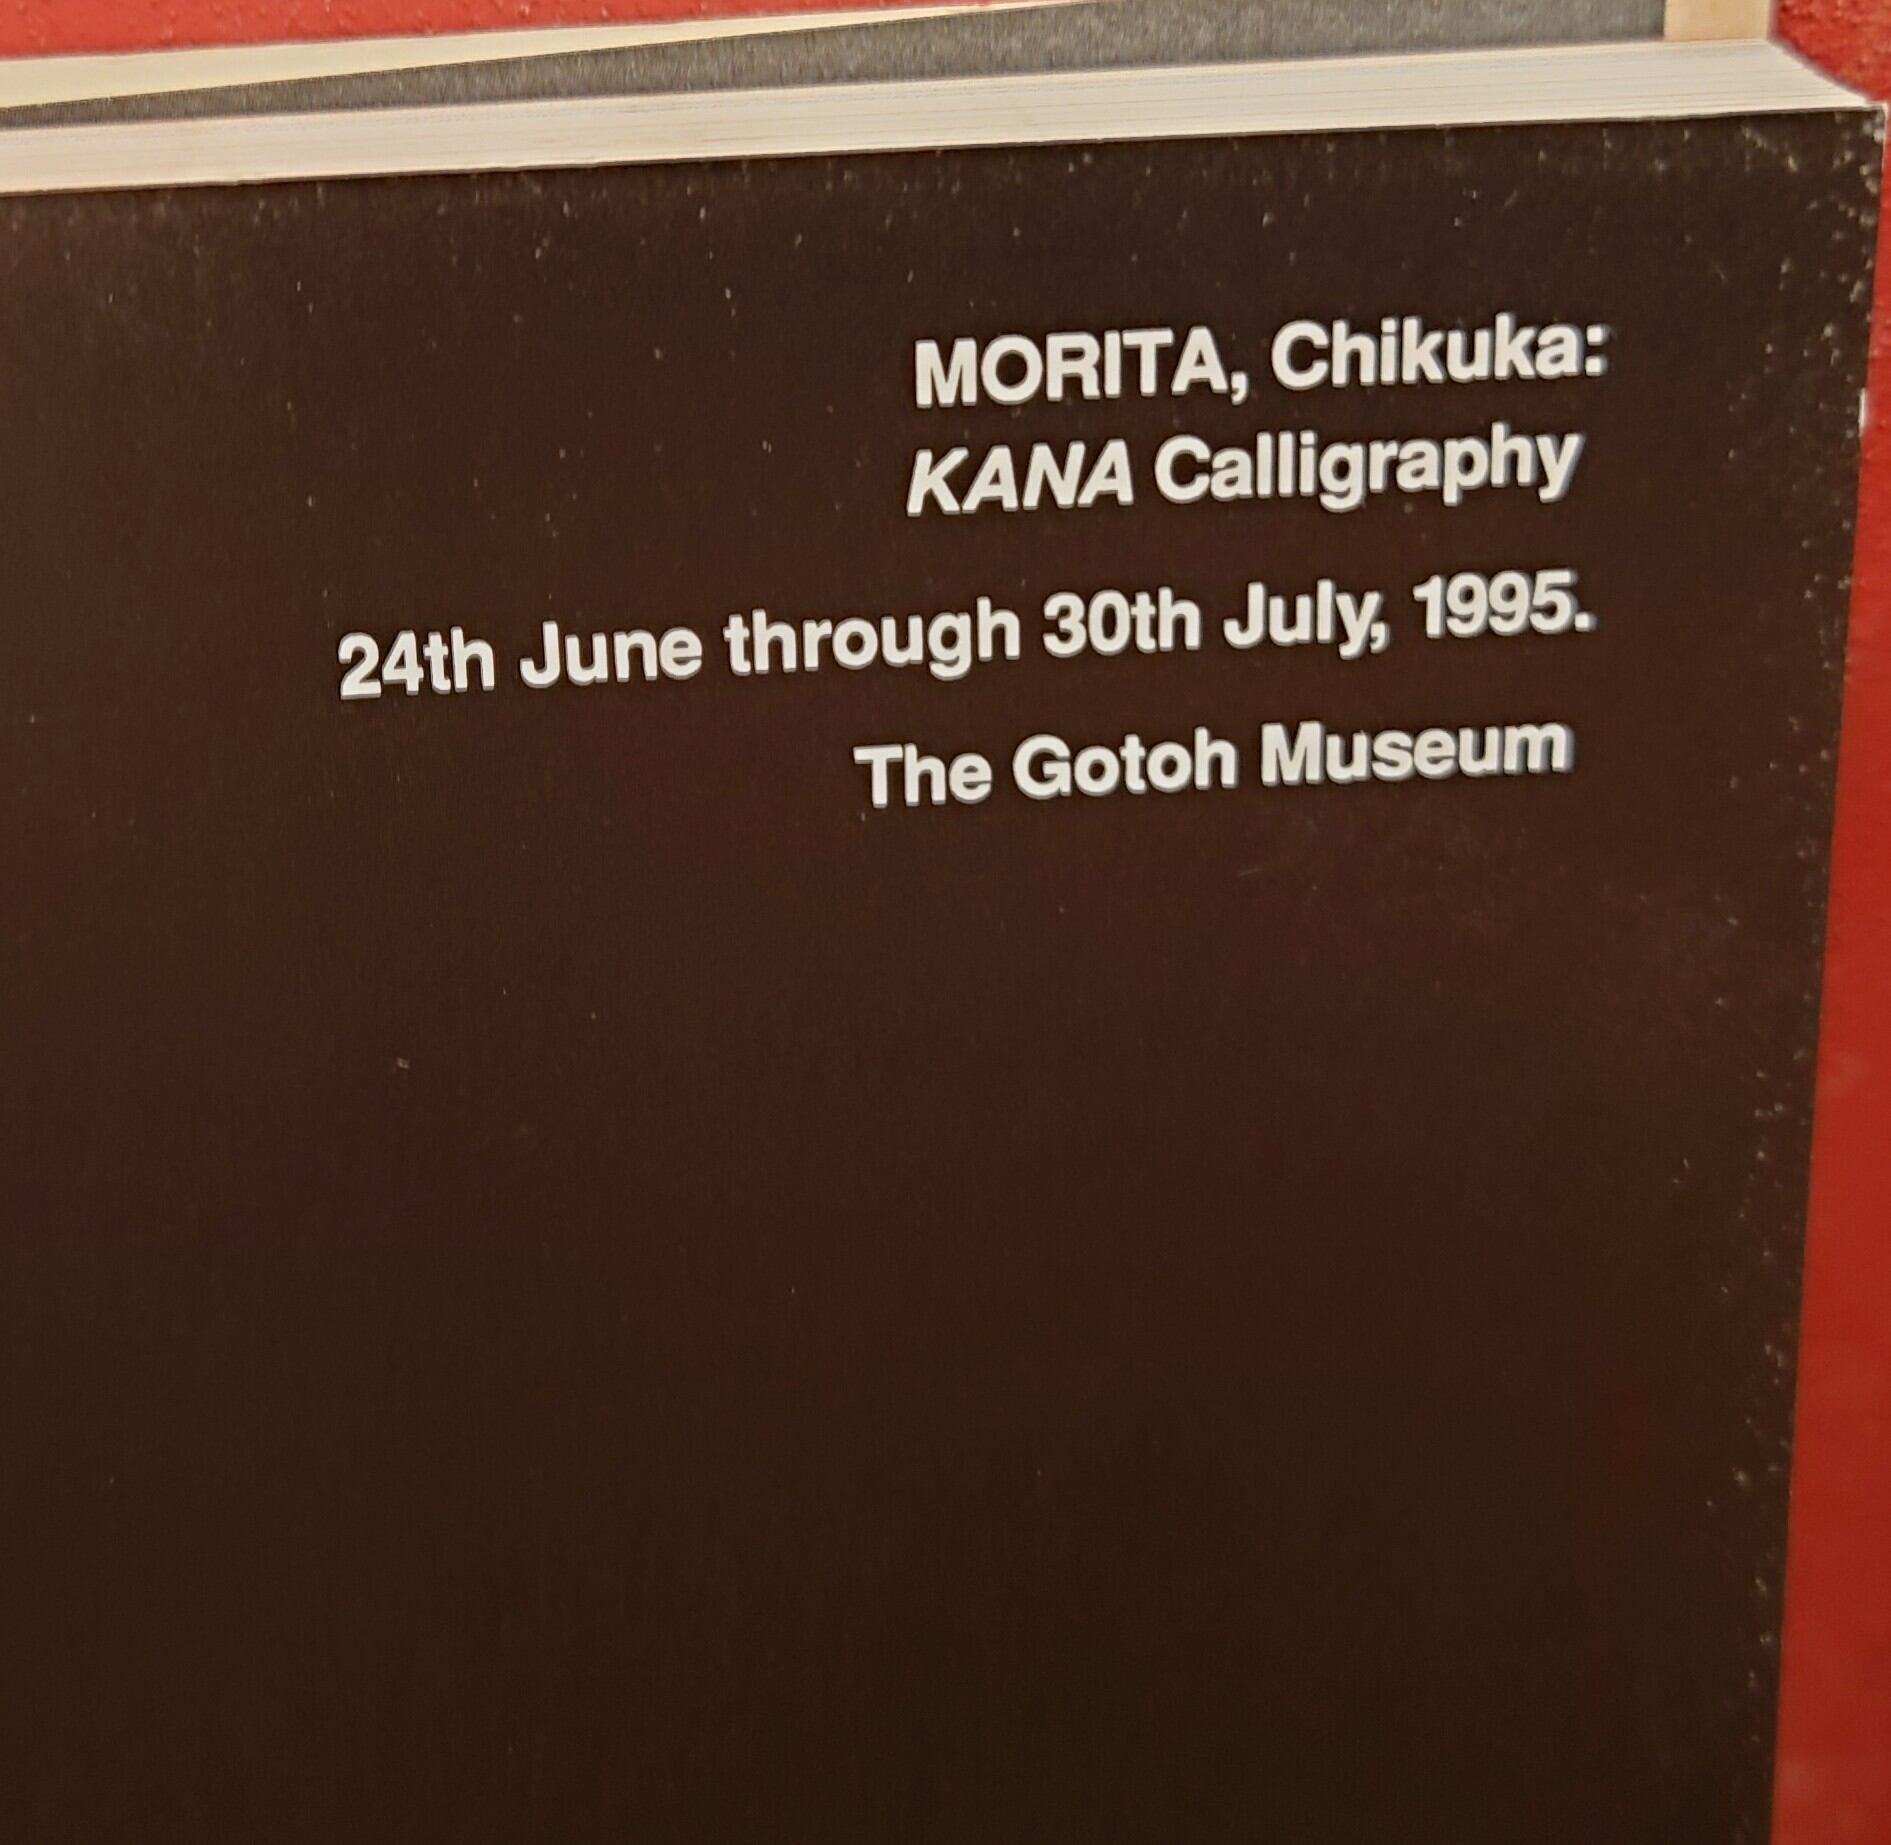 MORITA, Chikuka:
KANA Calligraphy
24th June through 30th July, 1995.
The Gotoh Museum